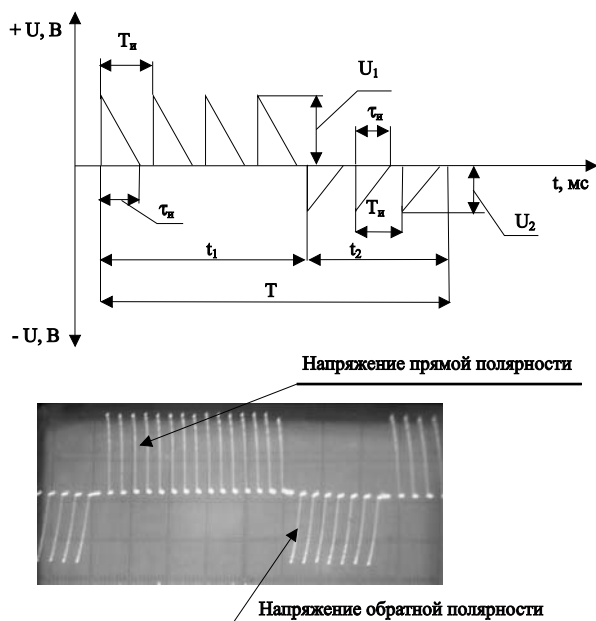 + U, В
Tи
U1
τи
t, мс
τи
Tи
U2
t1
t2
T
- U, В
Напряжение прямой полярности
Напряжение обратной полярности